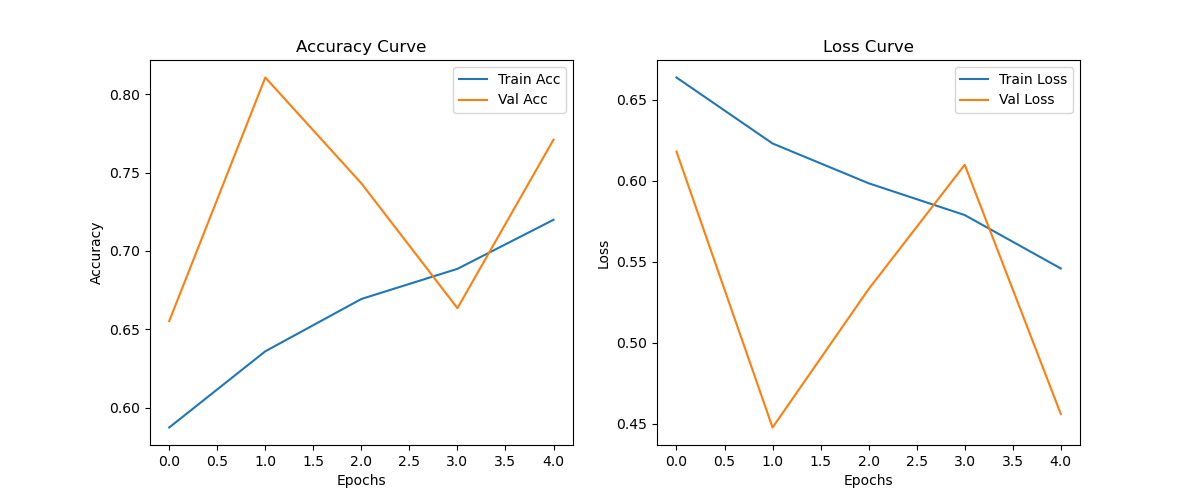 Accuracy Curve
Train Acc
Val Acc
0.80
0.75
0.70
0.65
0.60
Accuracy
0.0 0.5 1.0 1.5 2.0 2.5 3.0 3.5 4.0
Epochs
Loss Curve
Train Loss
Val Loss
0.65
0.60
0.55
0.50
0.45
Loss
0.0 0.5 1.0 1.5 2.0 2.5 3.0 3.5 4.0
Epochs